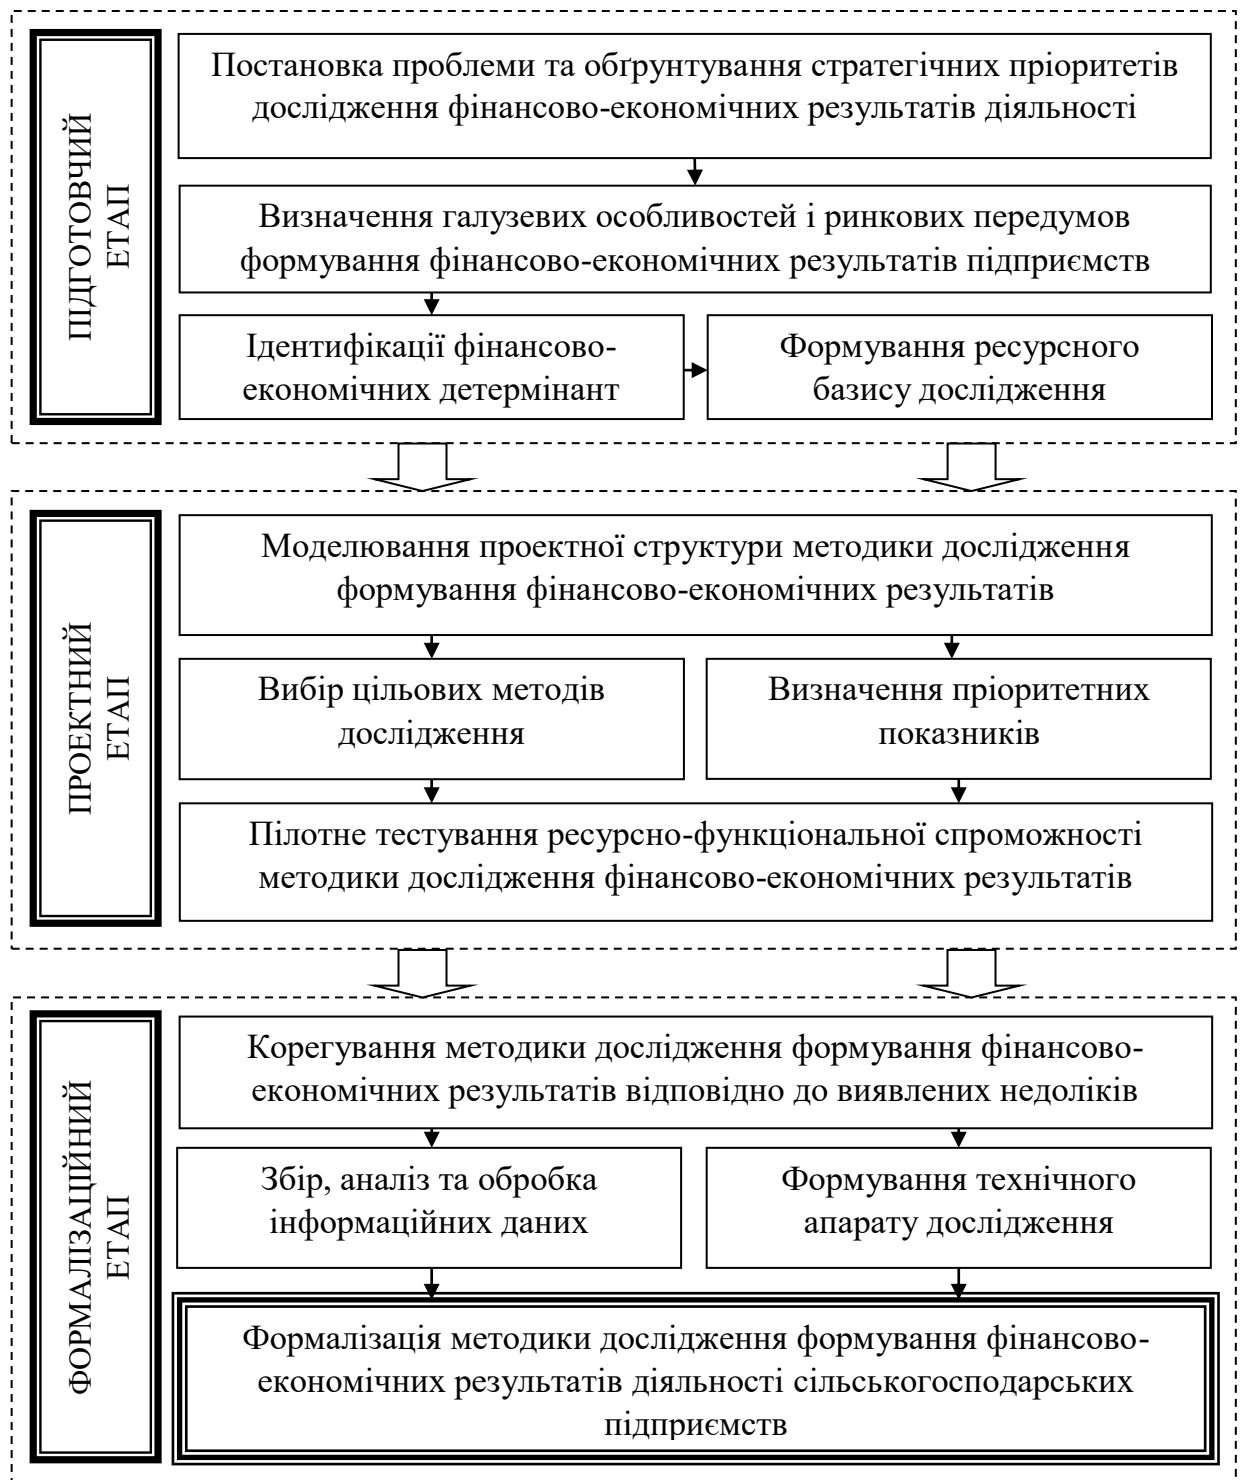 ПІДГОТОВЧИЙ
ЕТАП
Постановка проблеми та обґрунтування стратегічних пріоритетів
дослідження фінансово-економічних результатів діяльності
Визначення галузевих особливостей і ринкових передумов
формування фінансово-економічних результатів підприємств
Ідентифікації фінансово-
економічних детермінант
Формування ресурсного
базису дослідження
ПРОЕКТНИЙ
ЕТАП
Моделювання проектної структури методики дослідження
формування фінансово-економічних результатів
Вибір цільових методів
дослідження
Визначення пріоритетних
показників
Пілотне тестування ресурсно-функціональної спроможності
методики дослідження фінансово-економічних результатів
ФОРМАЛІЗАЦІЙНИЙ
ЕТАП
Корегування методики дослідження формування фінансово-
економічних результатів відповідно до виявлених недоліків
Збір, аналіз та обробка
інформаційних даних
Формування технічного
апарату дослідження
Формалізація методики дослідження формування фінансово-
економічних результатів діяльності сільськогосподарських
підприємств